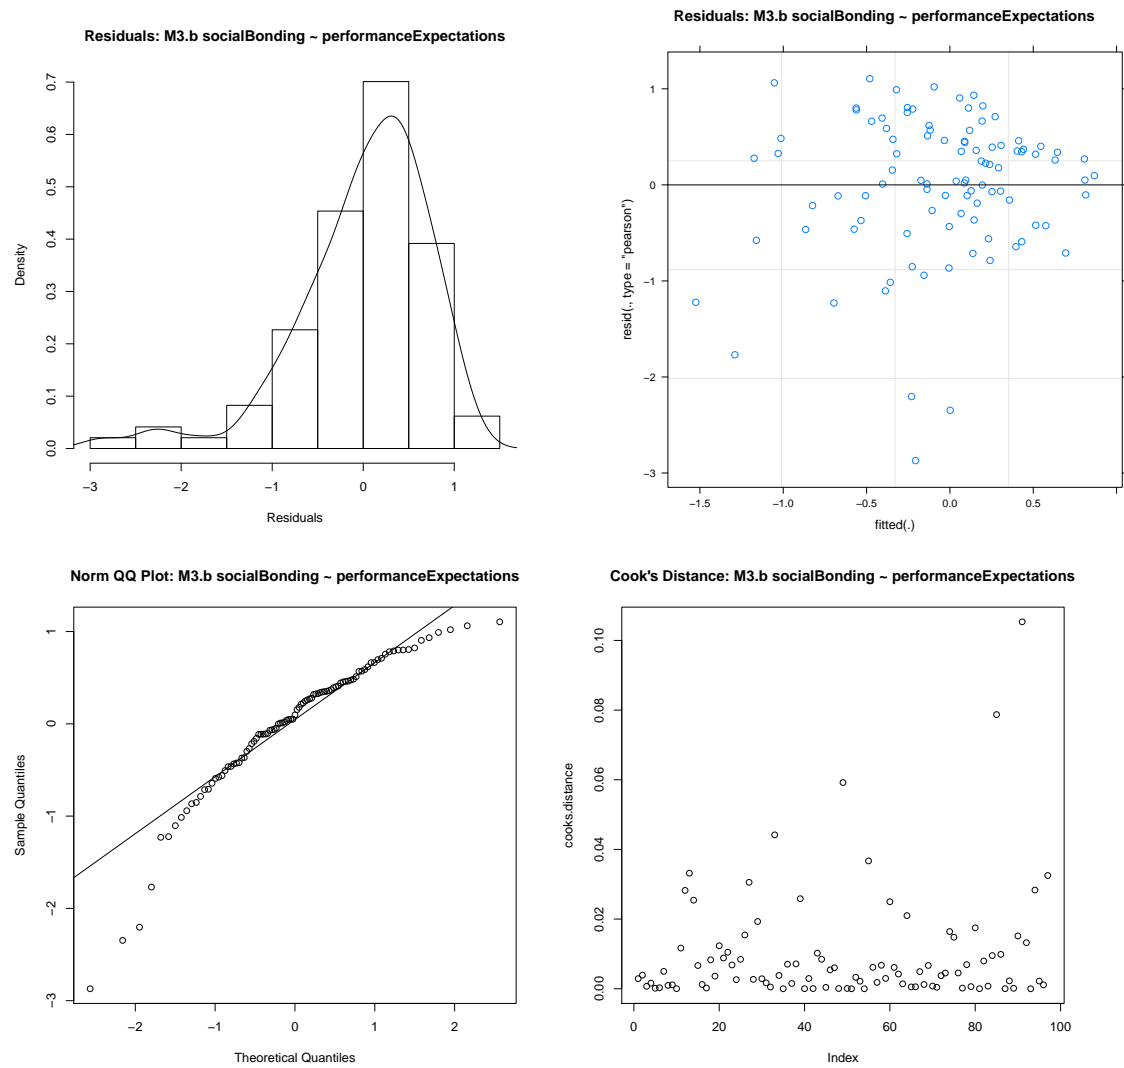 Residuals: M3.b socialBonding ~ performanceExpectations
Density
0.0 0.1 0.2 0.3 0.4 0.5 0.6 0.7
−3 −2 −1 0 1
Residuals
Residuals: M3.b socialBonding ~ performanceExpectations
resid(., type = "pearson")
1
0
−1
−2
−3
−1.5 −1.0 −0.5 0.0 0.5
fitted(.)
Norm QQ Plot: M3.b socialBonding ~ performanceExpectations
Sample Quantiles
−3 −2 −1 0 1
−2 −1 0 1 2
Theoretical Quantiles
Cook's Distance: M3.b socialBonding ~ performanceExpectations
cooks.distance
0.00 0.02 0.04 0.06 0.08 0.10
0 20 40 60 80 100
Index